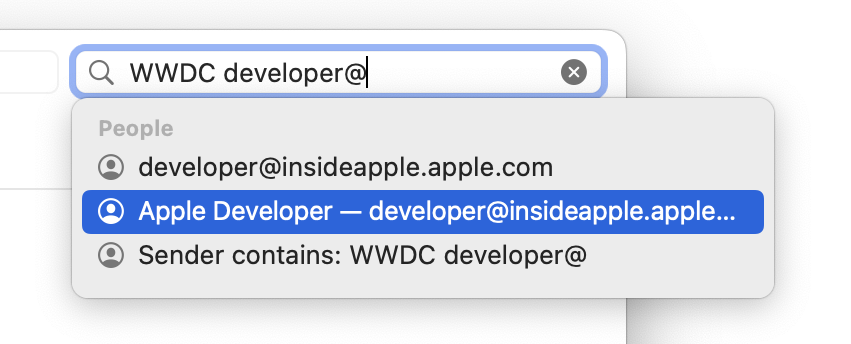 WWDC developer@
People
developer@insideapple.apple.com
Apple Developer — developer@insideapple.apple...
Sender contains: WWDC developer@